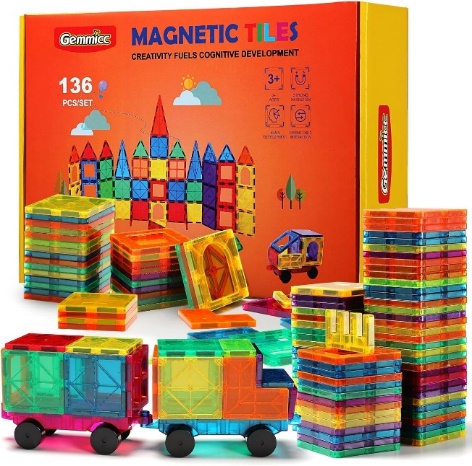 Gemmicc
MAGNETIC TILES
CREATIVITY FUELS COGNITIVE DEVELOPMENT
136
PCS/SET
3+
Gemmicc